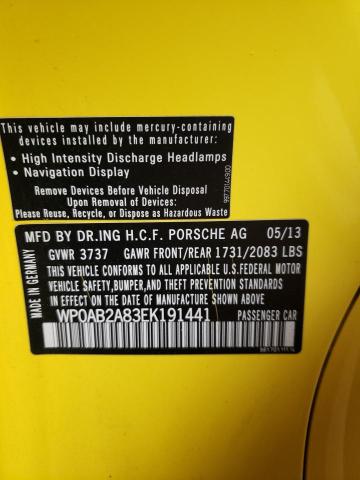 This vehicle may include mercury-containing
devices installed by the manufacturer:
• High Intensity Discharge Headlamps
• Navigation Display
Remove Devices Before Vehicle Disposal
Upon Removal of Devices
Please Reuse, Recycle or Dispose as Hazardous Waste
MFD BY DR.ING H.C.F. PORSCHE AG 05/13
GVWR 3737 GAWR FRONT/REAR 1731/2083 LBS
THIS VEHICLE CONFORMS TO ALL APPLICABLE U.S.FEDERAL MOTOR
VEHICLE SAFETY, BUMPER, AND THEFT PREVENTION STANDARDS
IN EFFECT ON THE DATE OF MANUFACTURE SHOWN ABOVE.
WP0AB2A83EK191441 PASSENGER CAR
MADE IN GERMANY